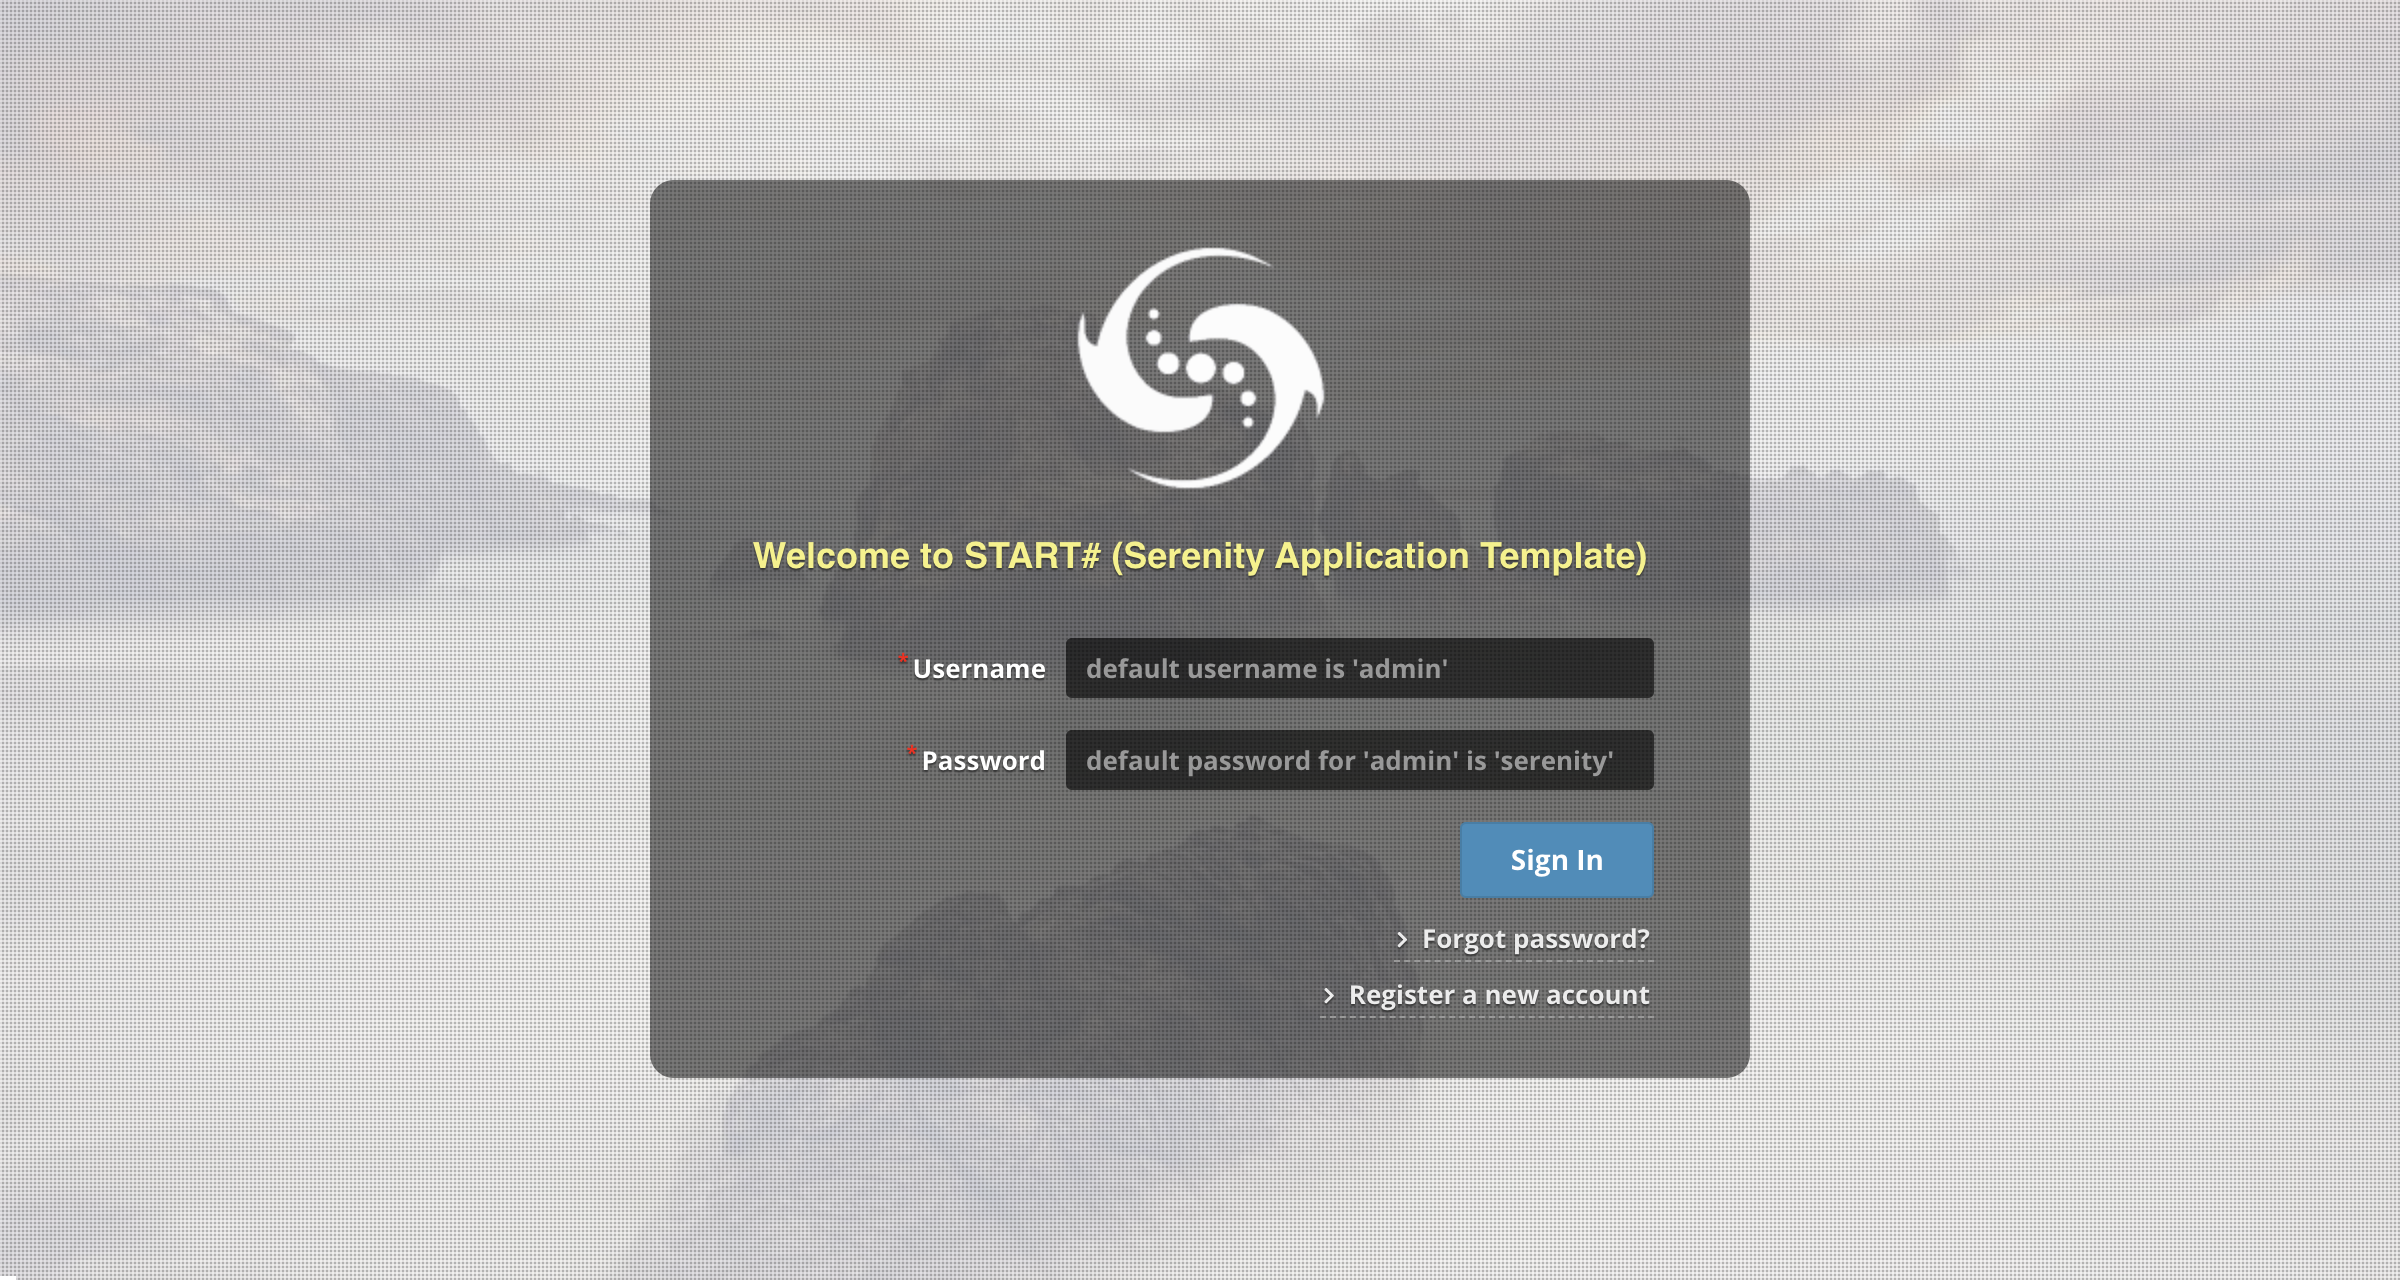 Welcome to START# (Serenity Application Template)
* Username
default username is 'admin'
* Password
default password for 'admin' is 'serenity'
Sign In
Forgot password?
Register a new account